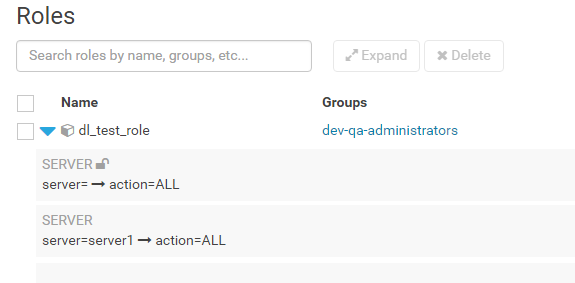 Roles
Search roles by name, groups, etc...
Expand
Delete
Name Groups
dl_test_role dev-qa-administrators
SERVER
server= → action=ALL
SERVER
server=server1 → action=ALL